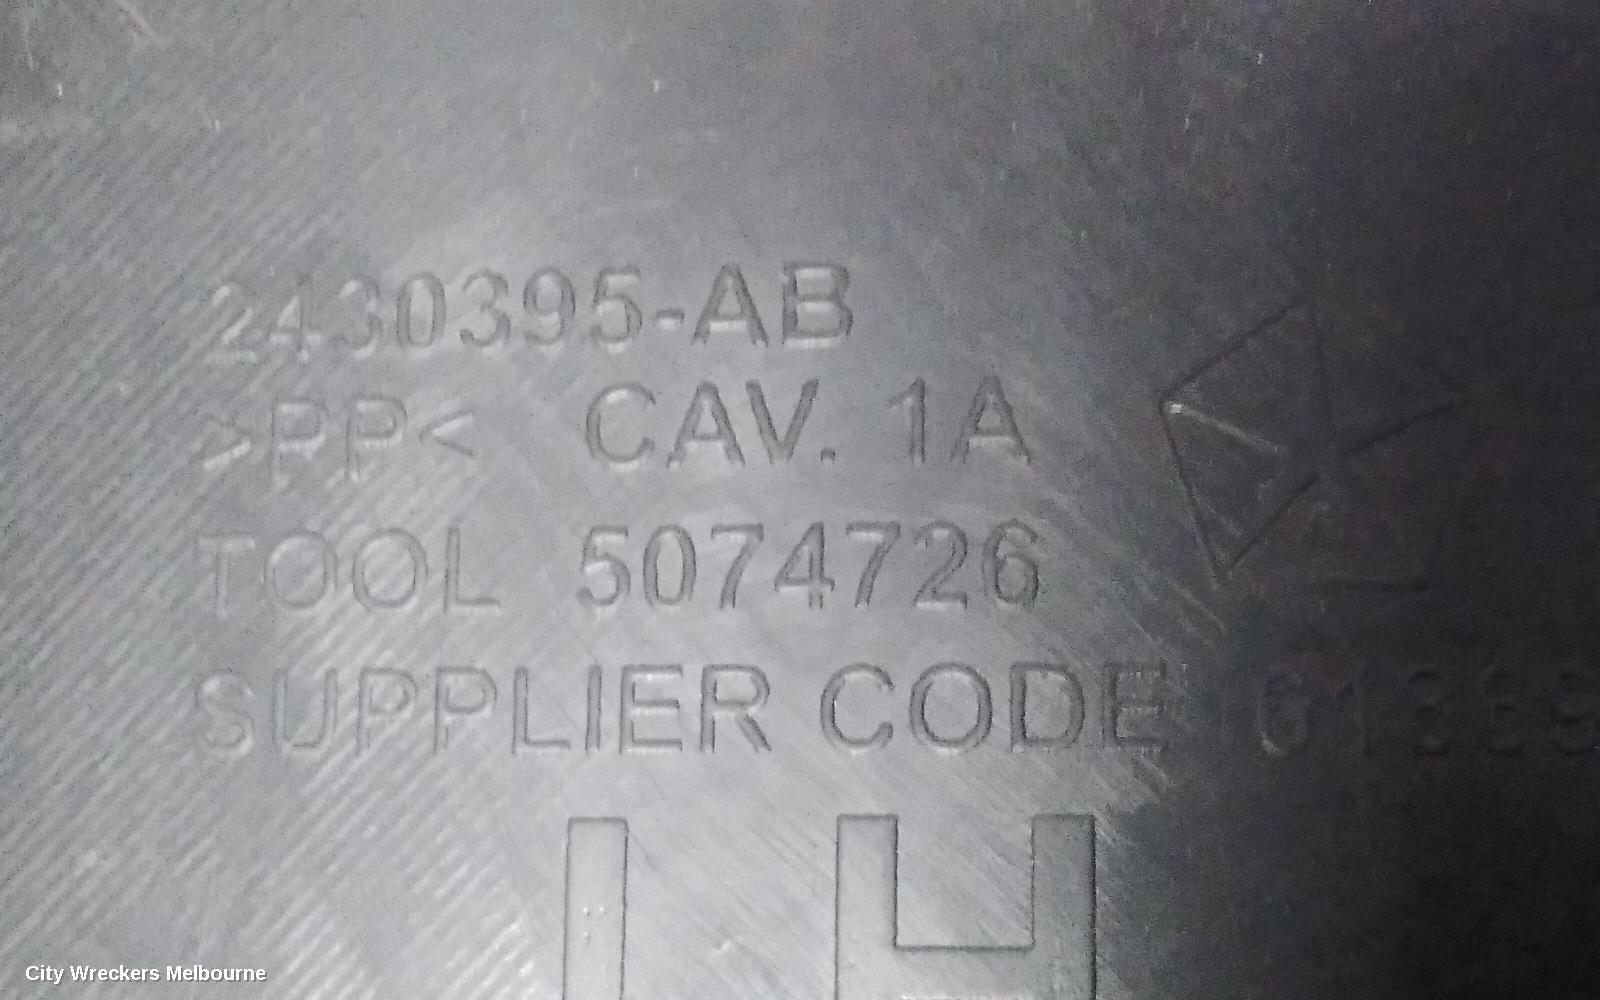 2430395-AB
>PP< CAV. 1A
TOOL 5074726
SUPPLIER CODE
LH
City Wreckers Melbourne